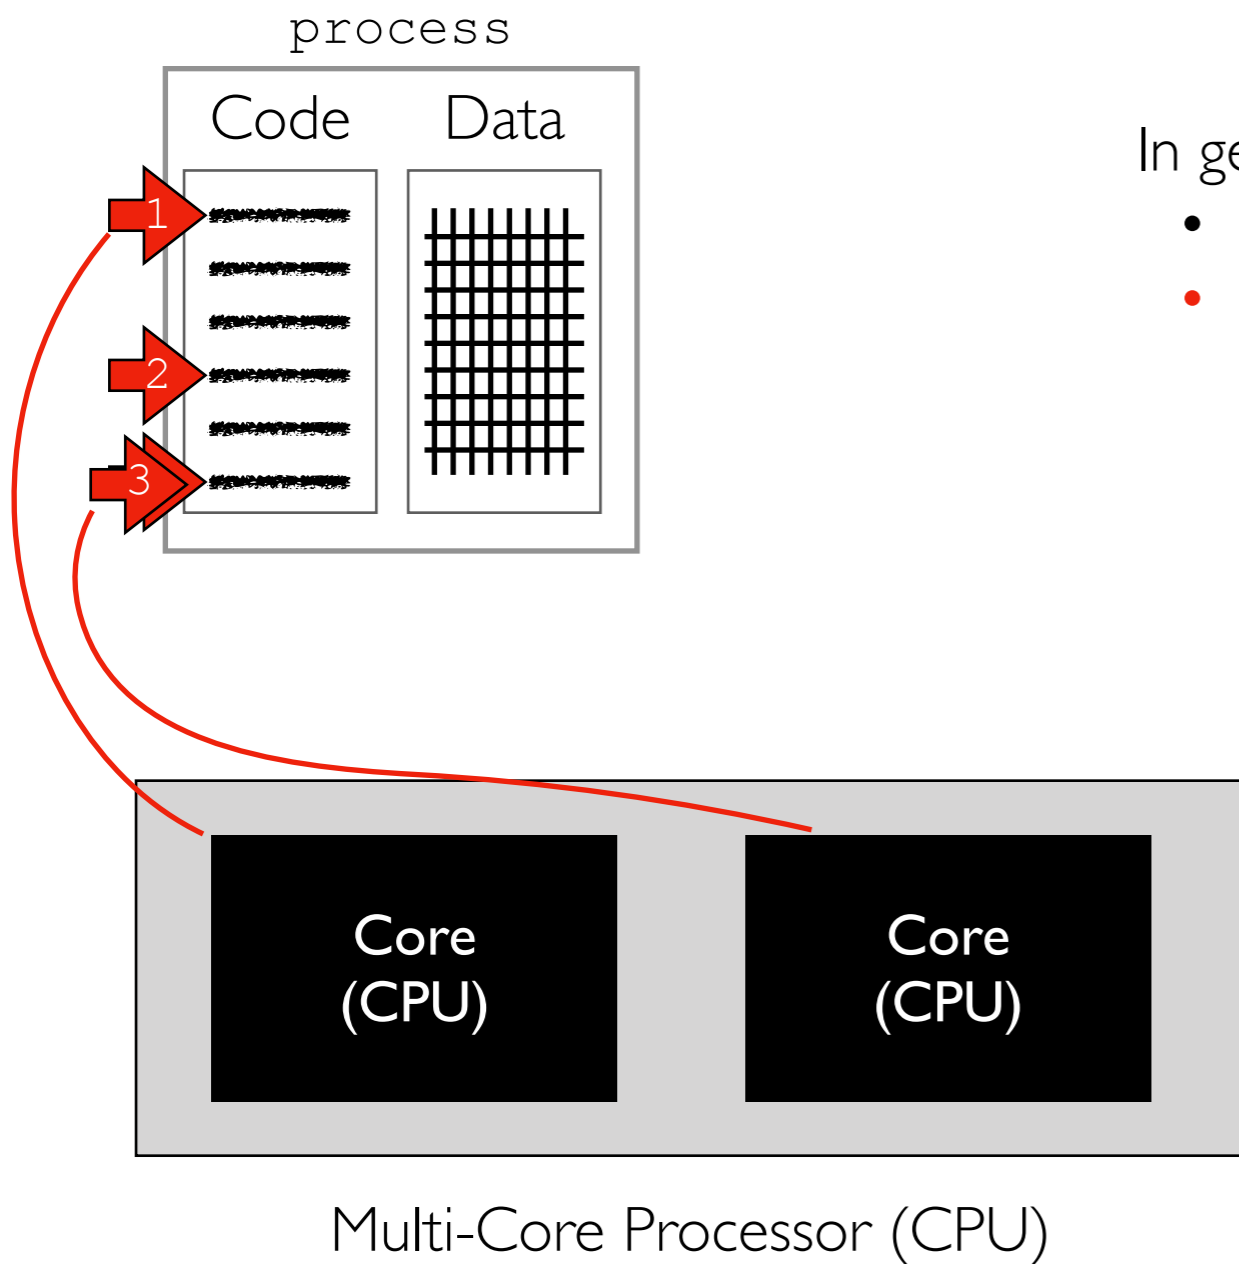 process
Code
Data
In ge
•
•
1
2
3
Core
(CPU)
Core
(CPU)
Multi-Core Processor (CPU)